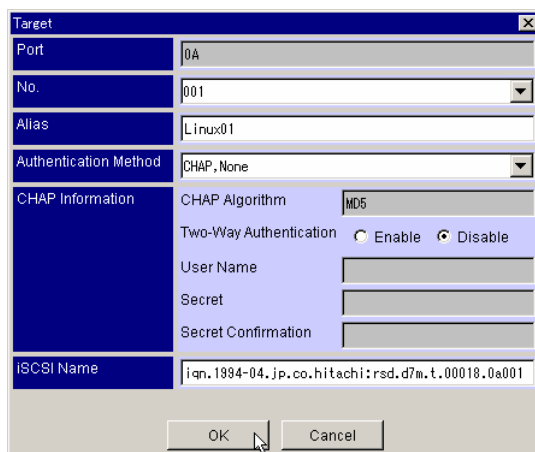 Target
Port 0A
No. 001
Alias Linux01
Authentication Method CHAP,None
CHAP Information CHAP Algorithm MD5
Two-Way Authentication Enable Disable
User Name
Secret
Secret Confirmation
iSCSI Name iqn.1994-04.jp.co.hitachi:rsd.d7m.t.00018.0a001
OK Cancel